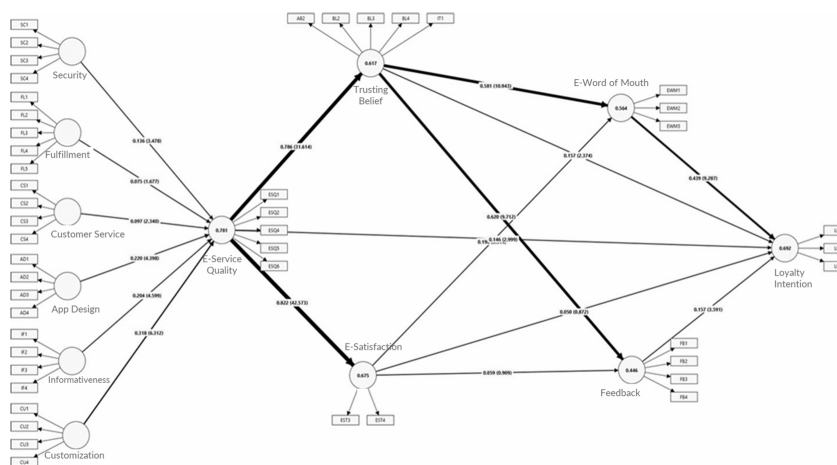 SC1
SC2
SC3
SC4
Security
FL1
FL2
FL3
FL4
FL5
Fulfillment
CS1
CS2
CS3
CS4
Customer Service
AD1
AD2
AD3
AD4
App Design
IF1
IF2
IF3
IF4
Informativeness
CU1
CU2
CU3
CU4
Customization
0.136 (3.478)
0.075 (1.677)
0.097 (2.340)
0.220 (4.398)
0.204 (4.599)
0.318 (6.312)
0.781
E-Service
Quality
ESQ1
ESQ2
ESQ4
ESQ5
ESQ6
0.786 (31.614)
0.822 (42.573)
AB2
BL2
BL3
BL4
IT1
0.617
Trusting
Belief
0.581 (10.943)
0.157 (2.374)
0.620 (9.712)
0.146 (2.999)
E-Satisfaction
0.675
EST3
EST4
0.050 (0.872)
0.059 (0.909)
E-Word of Mouth
0.564
EWM1
EWM2
EWM3
0.439 (9.287)
0.692
Loyalty
Intention
0.157 (3.591)
0.446
Feedback
FB1
FB2
FB3
FB4